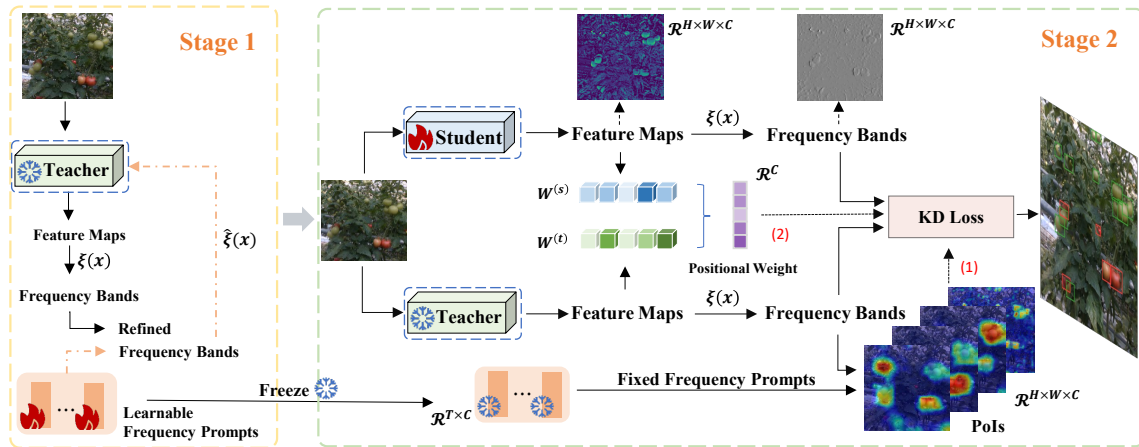 Stage 1
Teacher
Feature Maps
ξ(x)
ξ̂(x)
Frequency Bands
Refined
Frequency Bands
...
Learnable
Frequency Prompts
Freeze
Stage 2
Student
Feature Maps
ξ(x)
Frequency Bands
ℛ^{H×W×C}
ℛ^{H×W×C}
W^{(s)}
W^{(t)}
ℛ^C
(2)
Positional Weight
KD Loss
(1)
Teacher
Feature Maps
ξ(x)
Frequency Bands
ℛ^{T×C}
...
Fixed Frequency Prompts
ℛ^{H×W×C}
PoIs